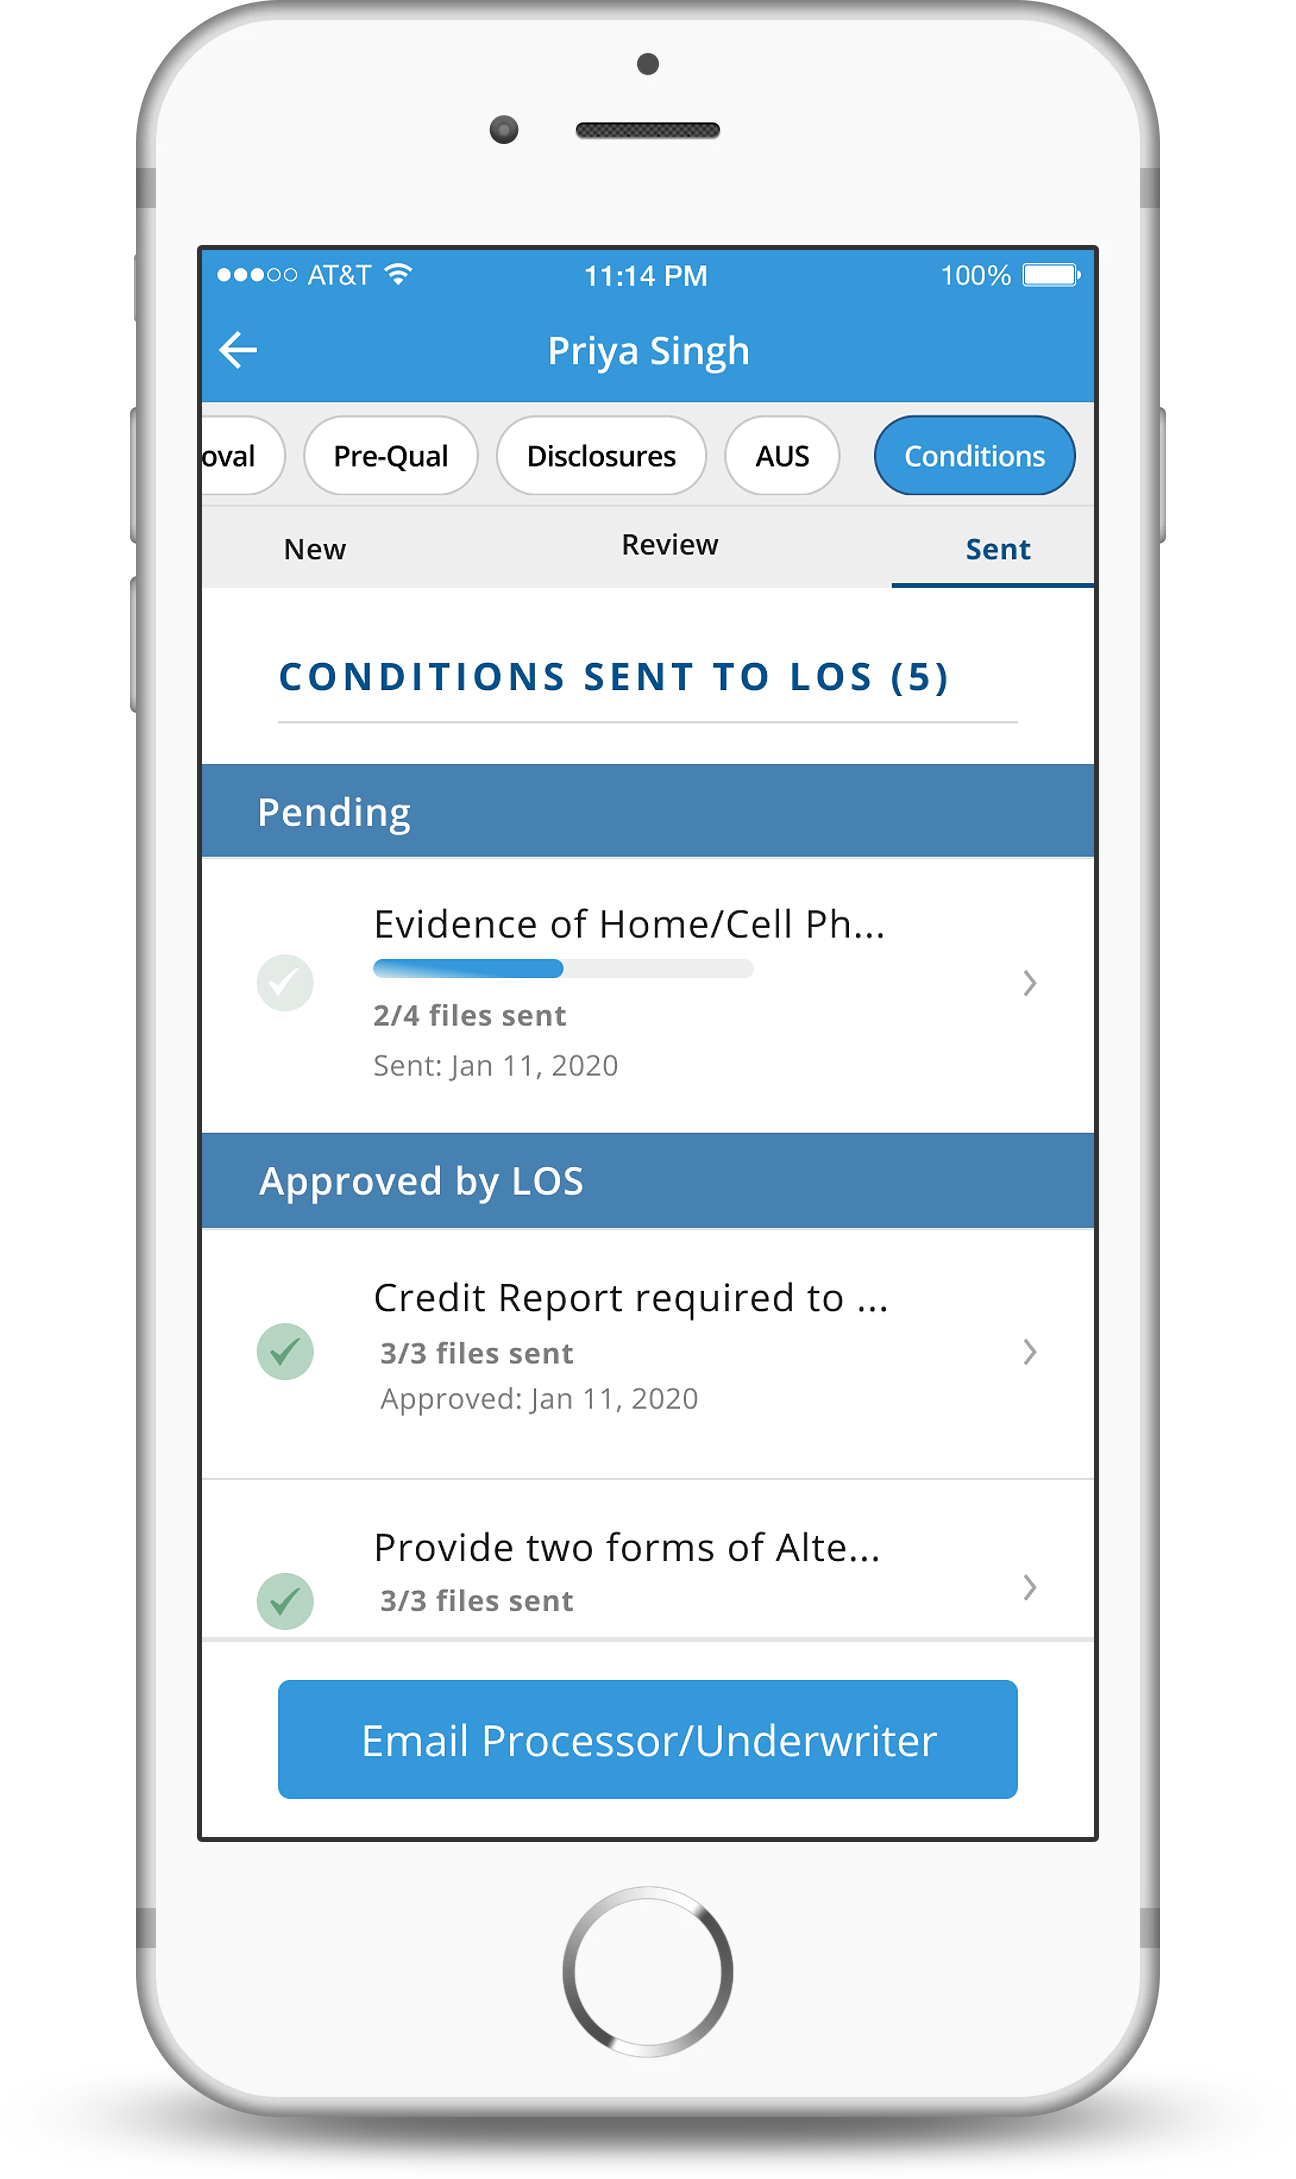 AT&T 11:14 PM 100%
Priya Singh
oval Pre-Qual Disclosures AUS Conditions
New Review Sent
CONDITIONS SENT TO LOS (5)
Pending
Evidence of Home/Cell Ph...
2/4 files sent
Sent: Jan 11, 2020
Approved by LOS
Credit Report required to ...
3/3 files sent
Approved: Jan 11, 2020
Provide two forms of Alte...
3/3 files sent
Email Processor/Underwriter